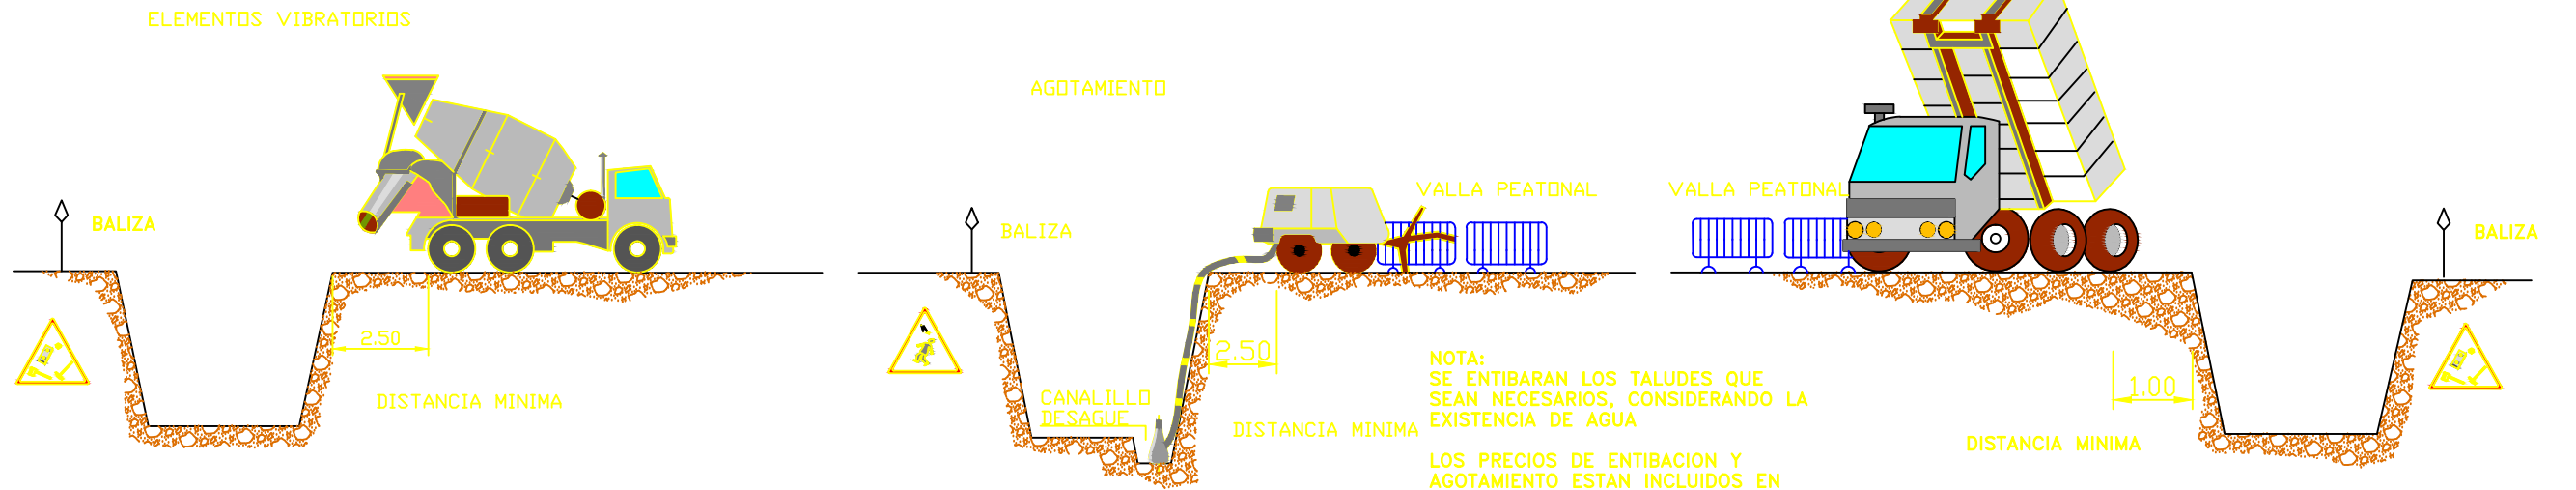 ELEMENTOS VIBRATORIOS
BALIZA
2.50
DISTANCIA MINIMA
AGOTAMIENTO
BALIZA
VALLA PEATONAL
2.50
CANALILLO
DESAGUE
DISTANCIA MINIMA
NOTA:
SE ENTIBARAN LOS TALUDES QUE
SEAN NECESARIOS, CONSIDERANDO LA
EXISTENCIA DE AGUA
LOS PRECIOS DE ENTIBACION Y
AGOTAMIENTO ESTAN INCLUIDOS EN
VALLA PEATONAL
BALIZA
1.00
DISTANCIA MINIMA